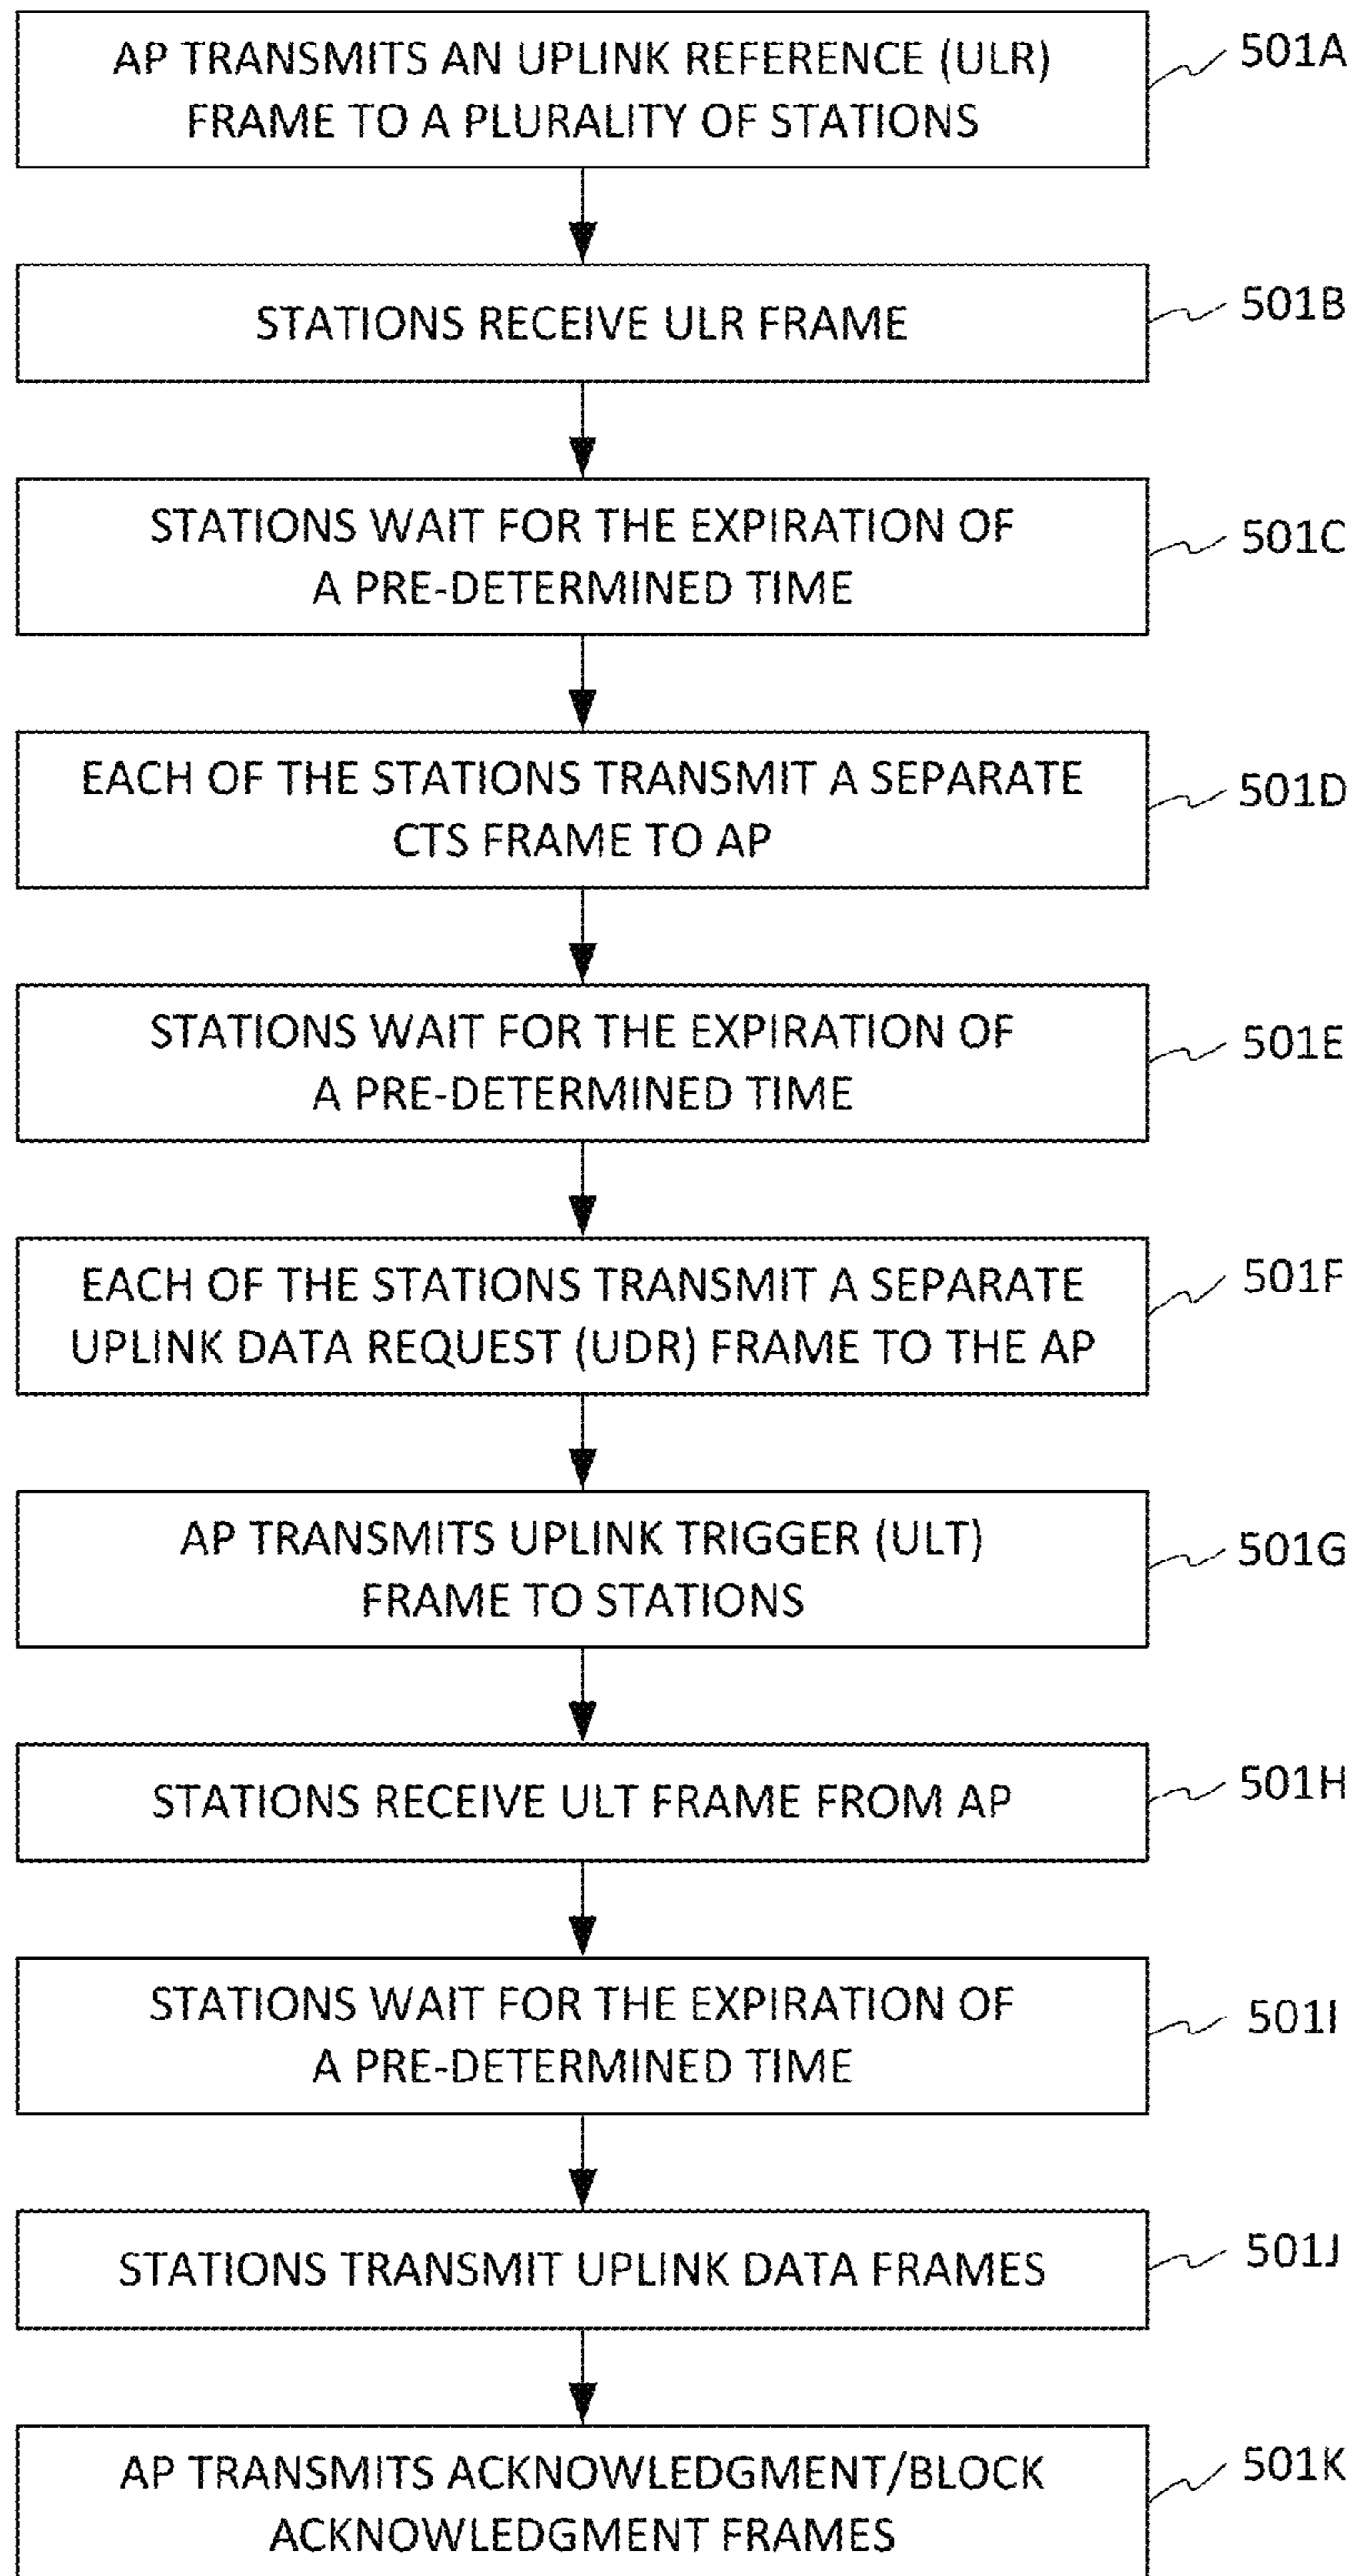 AP TRANSMITS AN UPLINK REFERENCE (ULR)
FRAME TO A PLURALITY OF STATIONS
501A
STATIONS RECEIVE ULR FRAME
501B
STATIONS WAIT FOR THE EXPIRATION OF
A PRE-DETERMINED TIME
501C
EACH OF THE STATIONS TRANSMIT A SEPARATE
CTS FRAME TO AP
501D
STATIONS WAIT FOR THE EXPIRATION OF
A PRE-DETERMINED TIME
501E
EACH OF THE STATIONS TRANSMIT A SEPARATE
UPLINK DATA REQUEST (UDR) FRAME TO THE AP
501F
AP TRANSMITS UPLINK TRIGGER (ULT)
FRAME TO STATIONS
501G
STATIONS RECEIVE ULT FRAME FROM AP
501H
STATIONS WAIT FOR THE EXPIRATION OF
A PRE-DETERMINED TIME
501I
STATIONS TRANSMIT UPLINK DATA FRAMES
501J
AP TRANSMITS ACKNOWLEDGMENT/BLOCK
ACKNOWLEDGMENT FRAMES
501K